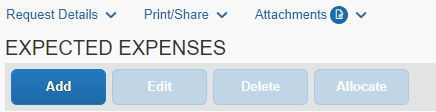 Request Details Print/Share Attachments
EXPECTED EXPENSES
Add Edit Delete Allocate